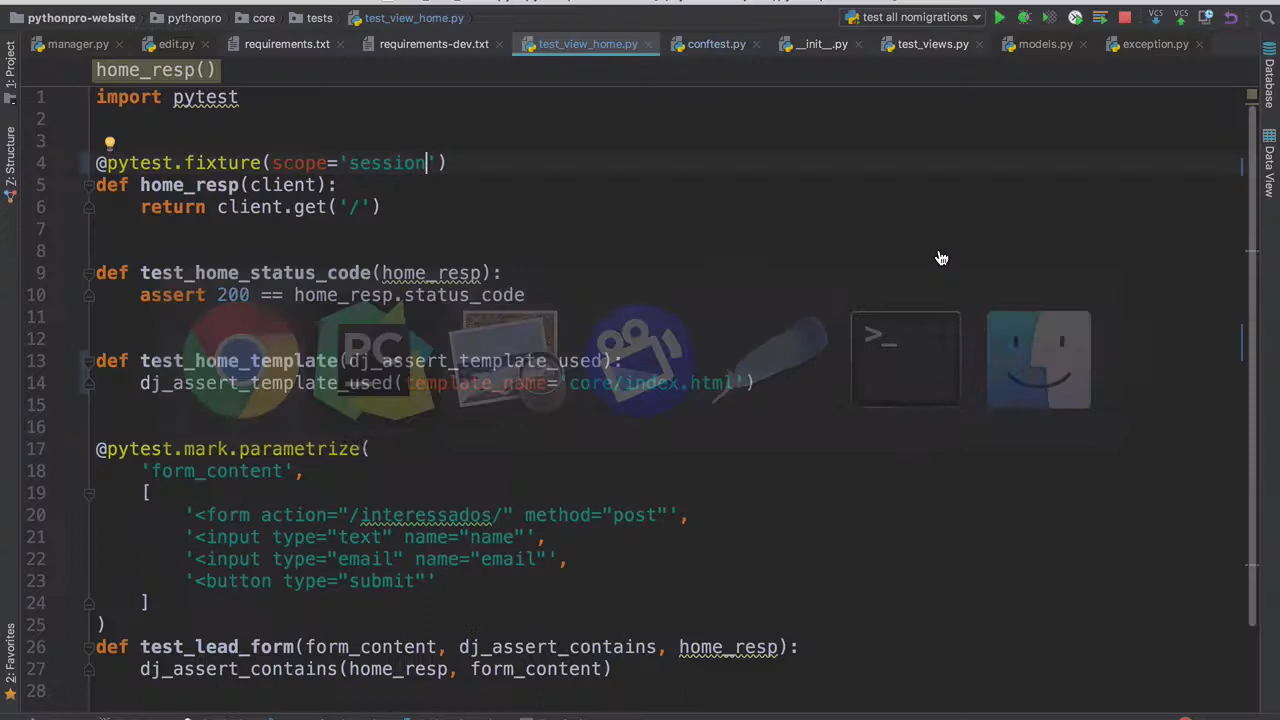 pythonpro-website pythonpro core tests test_view_home.py test all nomigrations
manager.py edit.py requirements.txt requirements-dev.txt test_view_home.py conftest.py __init__.py test_views.py models.py exception.py
home_resp()
1 import pytest
2
3
4 @pytest.fixture(scope='session')
5 def home_resp(client):
6 return client.get('/')
7
8
9 def test_home_status_code(home_resp):
10 assert 200 == home_resp.status_code
11
12
13 def test_home_template(dj_assert_template_used):
14 dj_assert_template_used(template_name='core/index.html')
15
16
17 @pytest.mark.parametrize(
18 'form_content',
19 [
20 '<form action="/interessados/" method="post"',
21 '<input type="text" name="name"',
22 '<input type="email" name="email"',
23 '<button type="submit"'
24 ]
25 )
26 def test_lead_form(form_content, dj_assert_contains, home_resp):
27 dj_assert_contains(home_resp, form_content)
28
1: Project
7: Structure
2: Favorites
Database
Data View
PC
>_